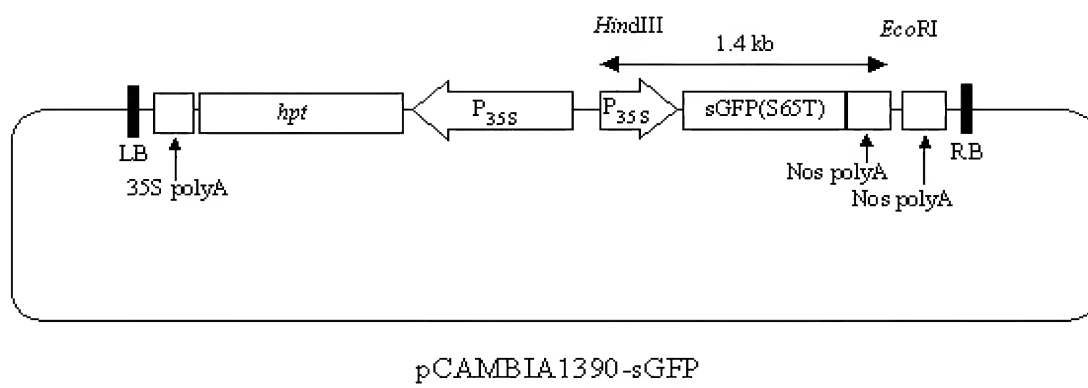 HindIII
EcoRI
1.4 kb
hpt
P35S
P35S
sGFP(S65T)
LB
RB
35S polyA
Nos polyA
Nos polyA
pCAMBIA1390-sGFP